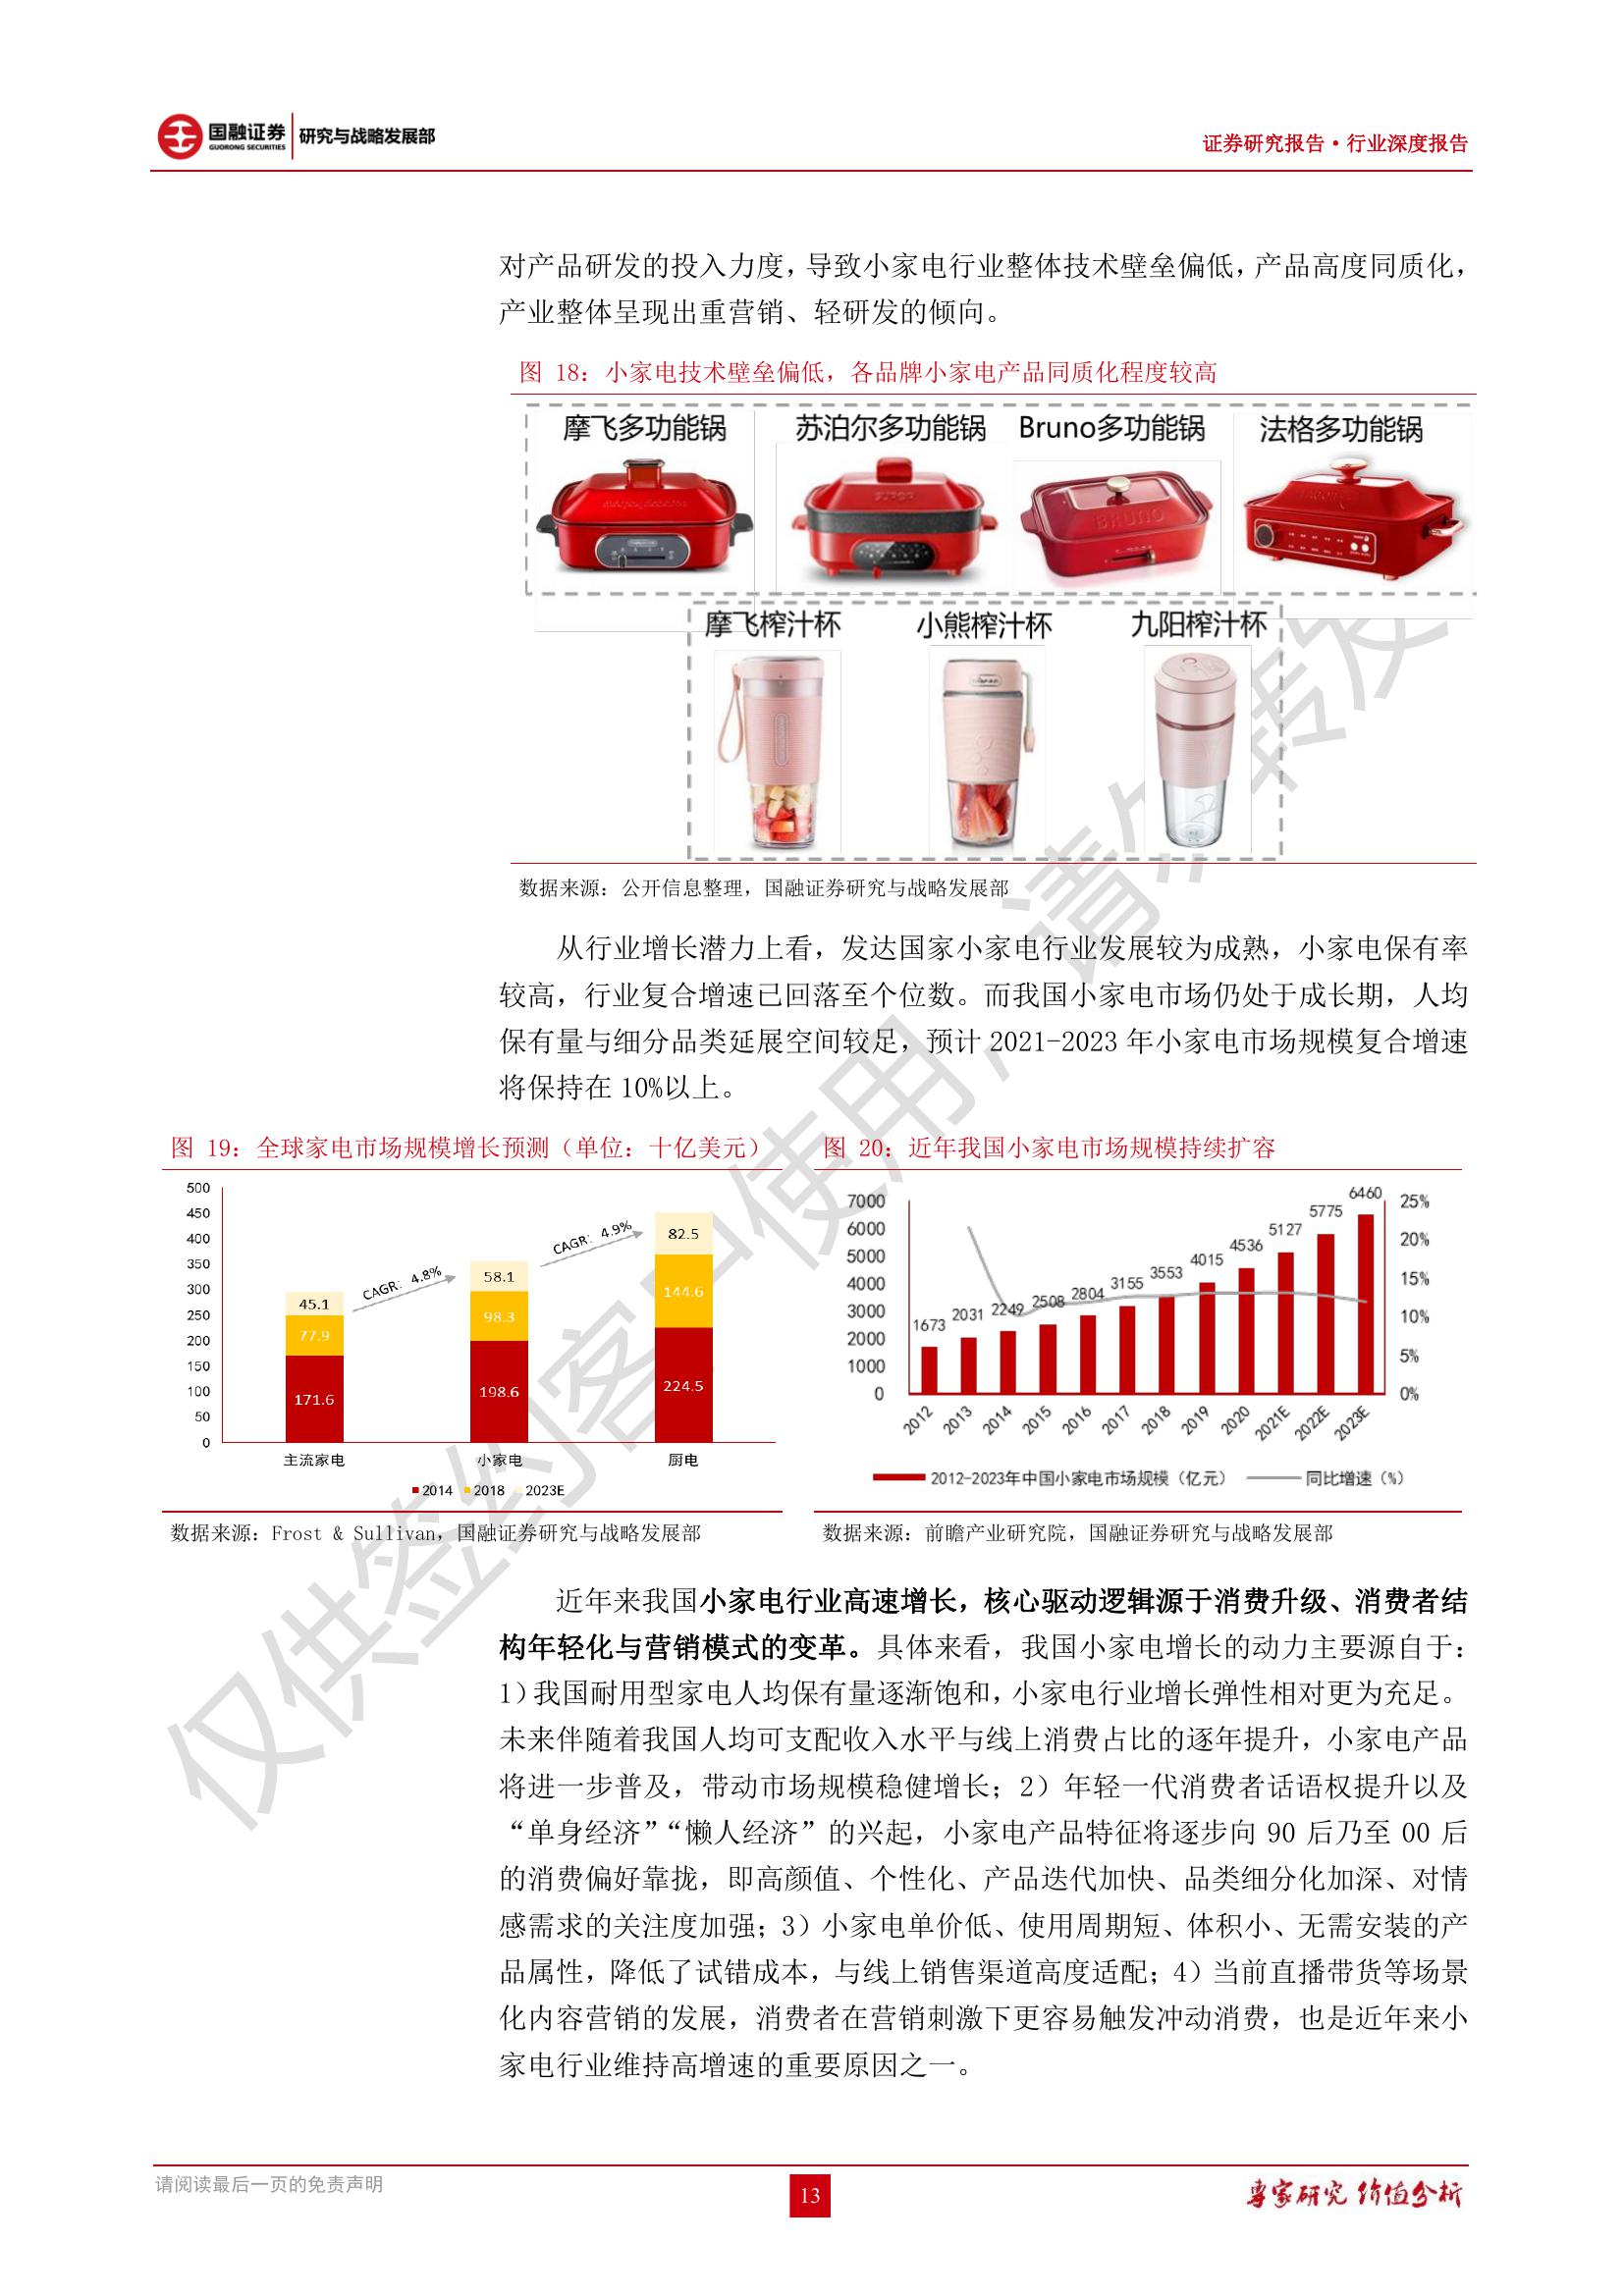 国融证券
GUORONG SECURITIES
研究与战略发展部
证券研究报告·行业深度报告
对产品研发的投入力度，导致小家电行业整体技术壁垒偏低，产品高度同质化，
产业整体呈现出重营销、轻研发的倾向。
图 18：小家电技术壁垒偏低，各品牌小家电产品同质化程度较高
摩飞多功能锅 苏泊尔多功能锅 Bruno多功能锅 法格多功能锅
BRUNO
摩飞榨汁杯 小熊榨汁杯 九阳榨汁杯
数据来源：公开信息整理，国融证券研究与战略发展部
从行业增长潜力上看，发达国家小家电行业发展较为成熟，小家电保有率
较高，行业复合增速已回落至个位数。而我国小家电市场仍处于成长期，人均
保有量与细分品类延展空间较足，预计 2021-2023 年小家电市场规模复合增速
将保持在 10%以上。
图 19：全球家电市场规模增长预测（单位：十亿美元）
500
450
400
350
300
250
200
150
100
50
0
45.1
77.9
171.6
CAGR：4.8%
58.1
98.3
198.6
CAGR：4.9%
82.5
144.6
224.5
主流家电 小家电 厨电
2014 2018 2023E
数据来源：Frost & Sullivan，国融证券研究与战略发展部
图 20：近年我国小家电市场规模持续扩容
7000
6000
5000
4000
3000
2000
1000
0
1673 2031 2249 2508 2804 3155 3553 4015 4536 5127 5775 6460
25%
20%
15%
10%
5%
0%
2012 2013 2014 2015 2016 2017 2018 2019 2020 2021E 2022E 2023E
2012-2023年中国小家电市场规模（亿元） 同比增速（%）
数据来源：前瞻产业研究院，国融证券研究与战略发展部
近年来我国小家电行业高速增长，核心驱动逻辑源于消费升级、消费者结
构年轻化与营销模式的变革。具体来看，我国小家电增长的动力主要源自于：
1）我国耐用型家电人均保有量逐渐饱和，小家电行业增长弹性相对更为充足。
未来伴随着我国人均可支配收入水平与线上消费占比的逐年提升，小家电产品
将进一步普及，带动市场规模稳健增长；2）年轻一代消费者话语权提升以及
“单身经济”“懒人经济”的兴起，小家电产品特征将逐步向 90 后乃至 00 后
的消费偏好靠拢，即高颜值、个性化、产品迭代加快、品类细分化加深、对情
感需求的关注度加强；3）小家电单价低、使用周期短、体积小、无需安装的产
品属性，降低了试错成本，与线上销售渠道高度适配；4）当前直播带货等场景
化内容营销的发展，消费者在营销刺激下更容易触发冲动消费，也是近年来小
家电行业维持高增速的重要原因之一。
请阅读最后一页的免责声明
13
专家研究 价值分析
仅供签约客户使用，请勿转发